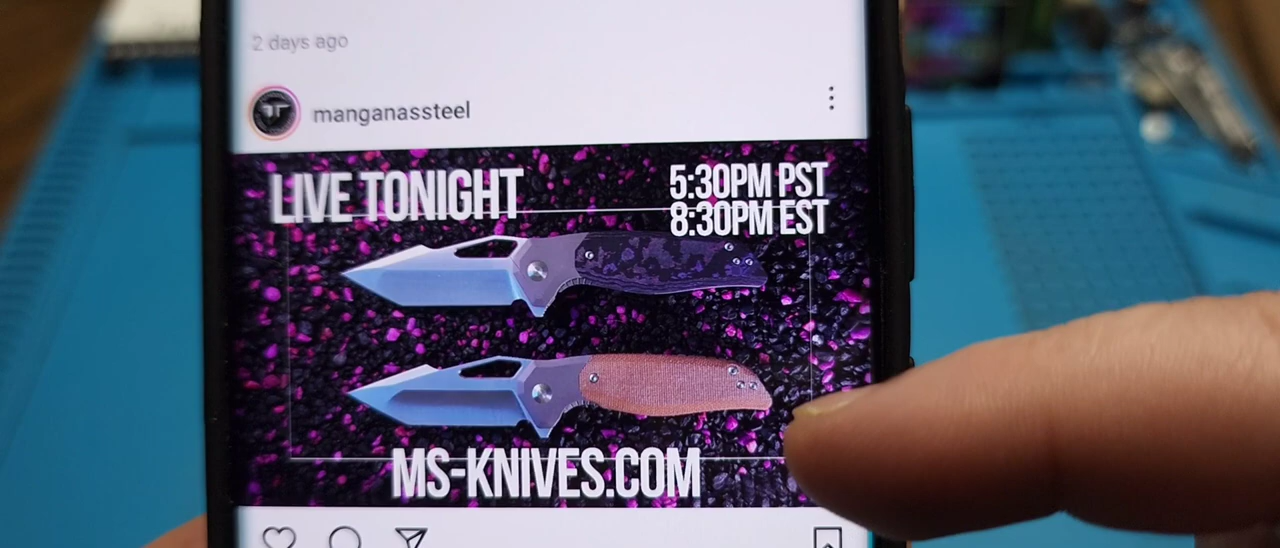 2 days ago
manganassteel
LIVE TONIGHT
5:30PM PST
8:30PM EST
MS-KNIVES.COM